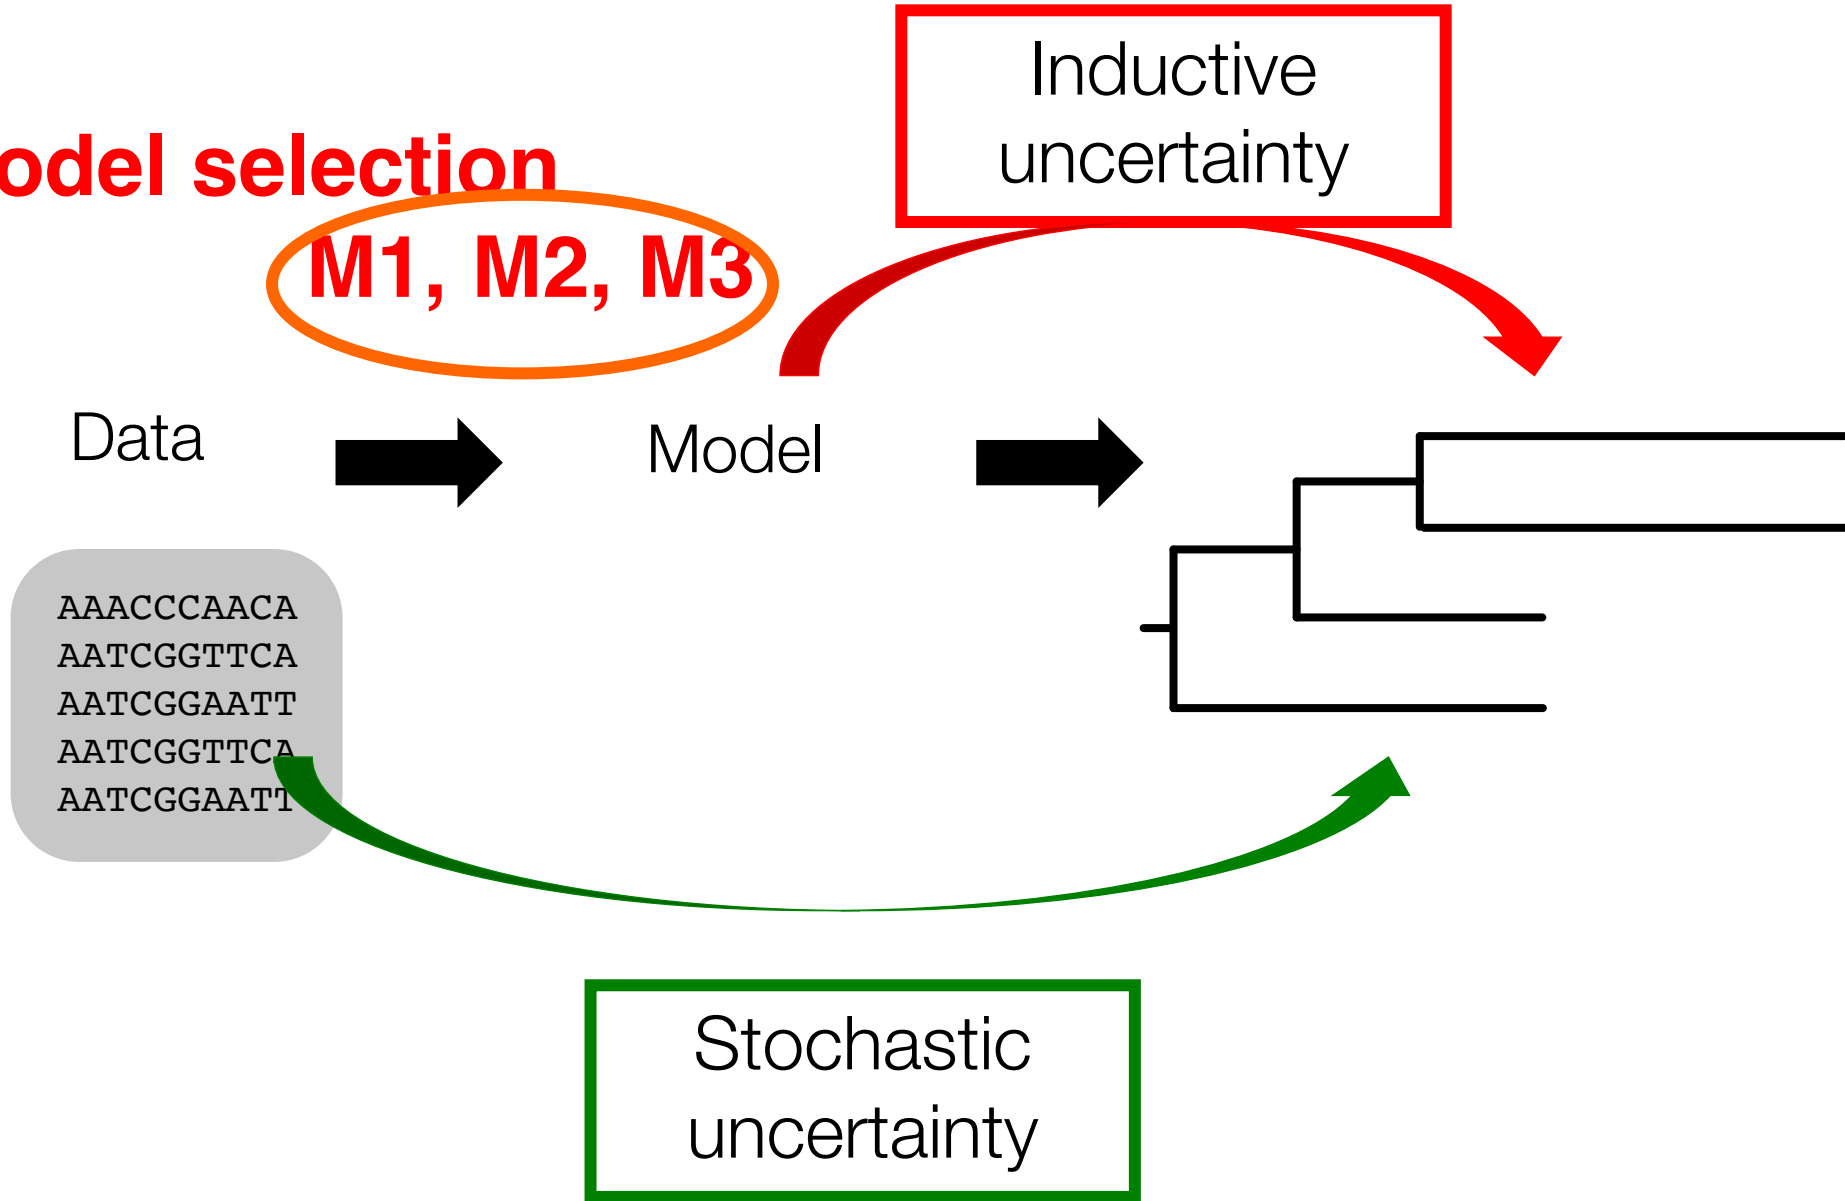 Inductive
uncertainty
odel selection
M1, M2, M3
Data
Model
AAACCCAACA
AATCGGTTCA
AATCGGAATT
AATCGGTTCA
AATCGGAATT
Stochastic
uncertainty